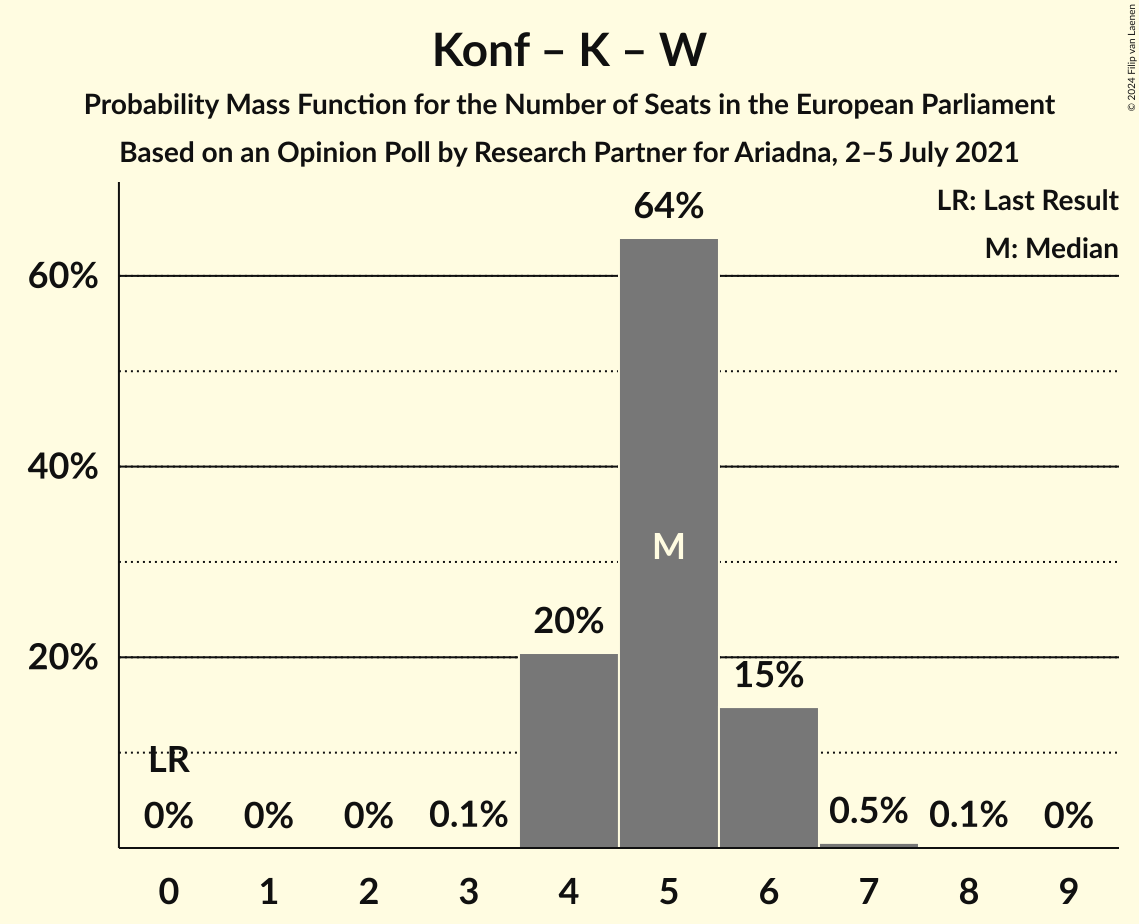 Konf – K – W
Probability Mass Function for the Number of Seats in the European Parliament
Based on an Opinion Poll by Research Partner for Ariadna, 2–5 July 2021
© 2024 Filip van Laenen
LR: Last Result
M: Median
64%
60%
40%
M
20%
20%
15%
LR
0% 0% 0% 0.1% 0.5% 0.1% 0%
0 1 2 3 4 5 6 7 8 9